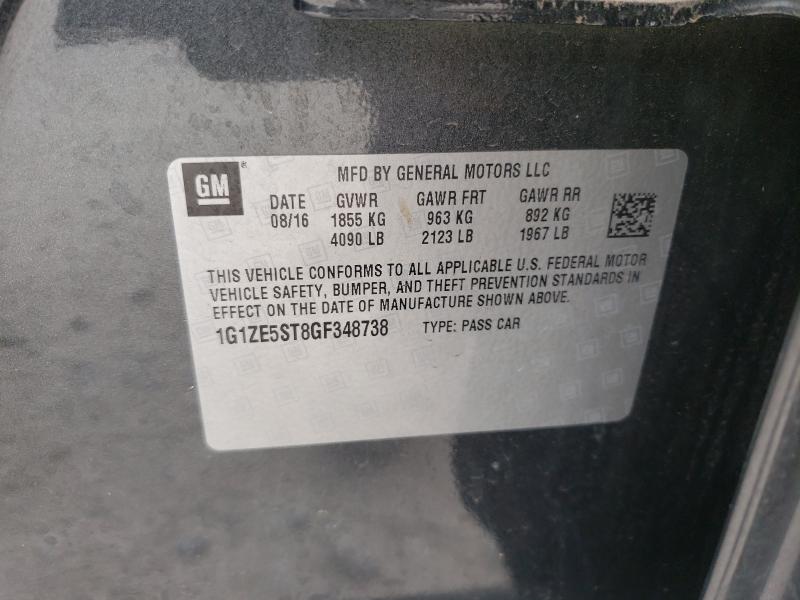 GM
MFD BY GENERAL MOTORS LLC
DATE GVWR GAWR FRT GAWR RR
08/16 1855 KG 963 KG 892 KG
4090 LB 2123 LB 1967 LB
THIS VEHICLE CONFORMS TO ALL APPLICABLE U.S. FEDERAL MOTOR
VEHICLE SAFETY, BUMPER, AND THEFT PREVENTION STANDARDS IN
EFFECT ON THE DATE OF MANUFACTURE SHOWN ABOVE.
1G1ZE5ST8GF348738 TYPE: PASS CAR